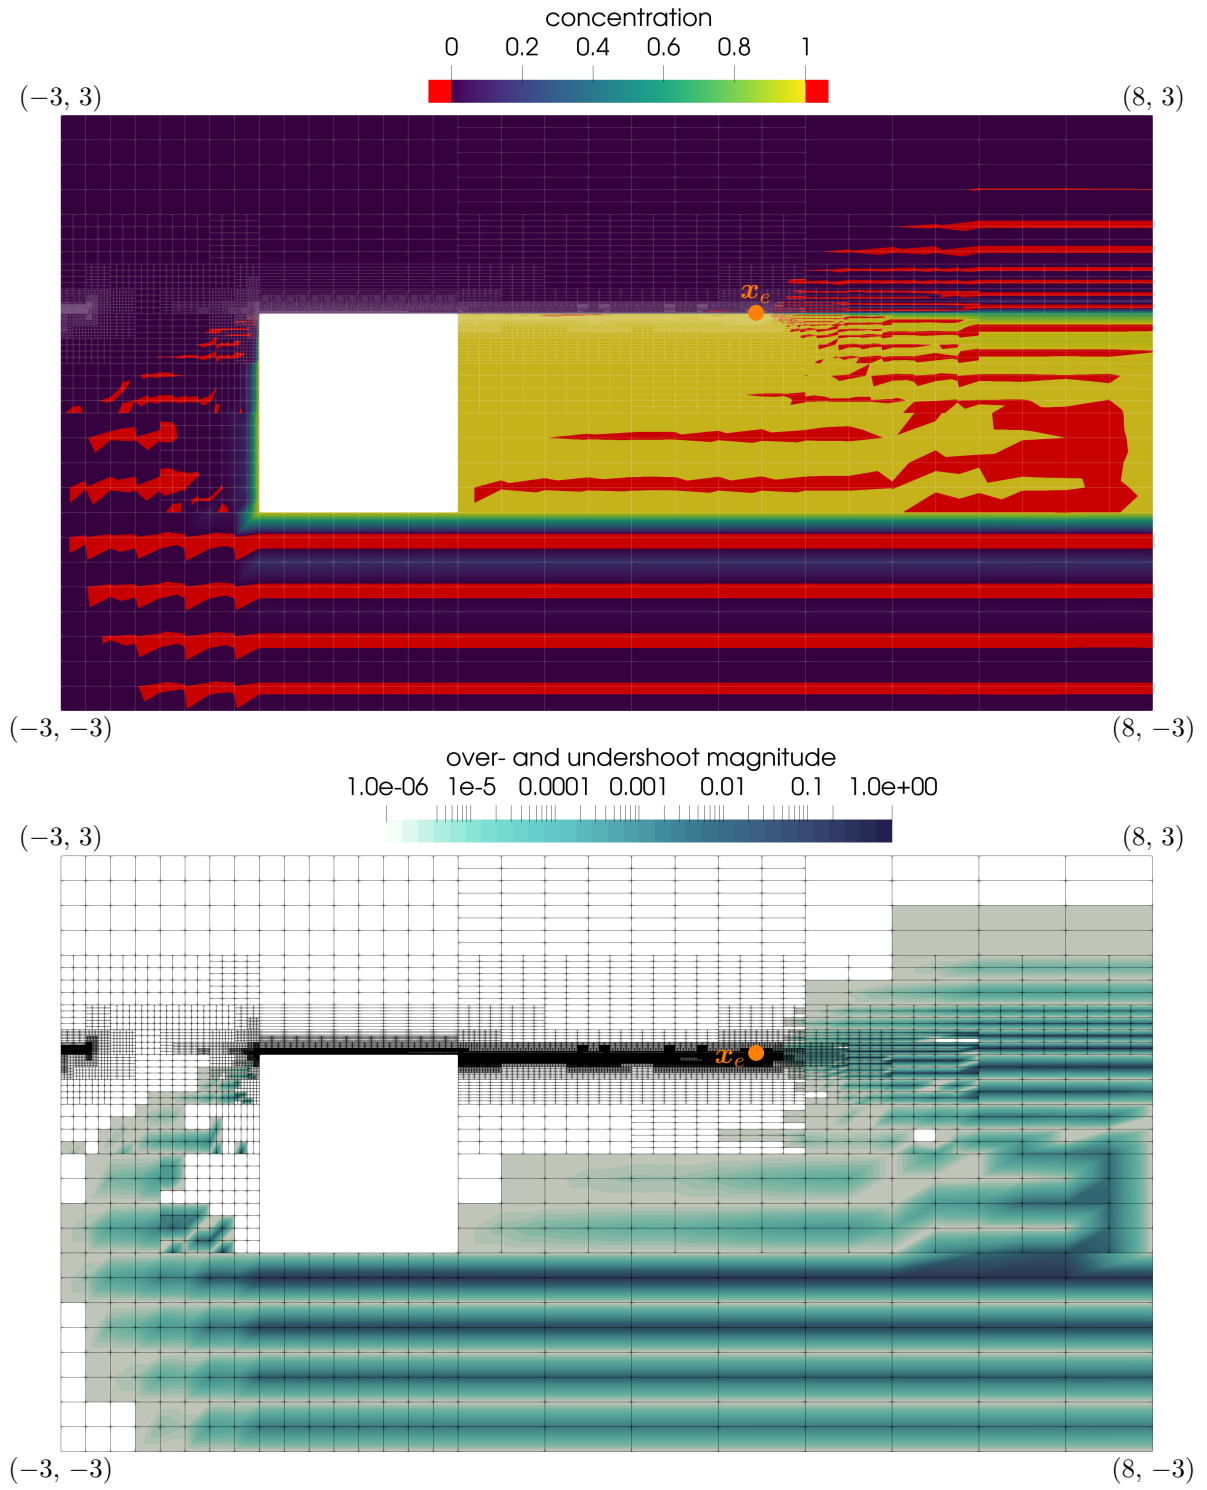 concentration
0 0.2 0.4 0.6 0.8 1
(−3, 3) (8, 3)
x_e
(−3, −3) (8, −3)
over- and undershoot magnitude
1.0e-06 1e-5 0.0001 0.001 0.01 0.1 1.0e+00
(−3, 3) (8, 3)
x_e
(−3, −3) (8, −3)